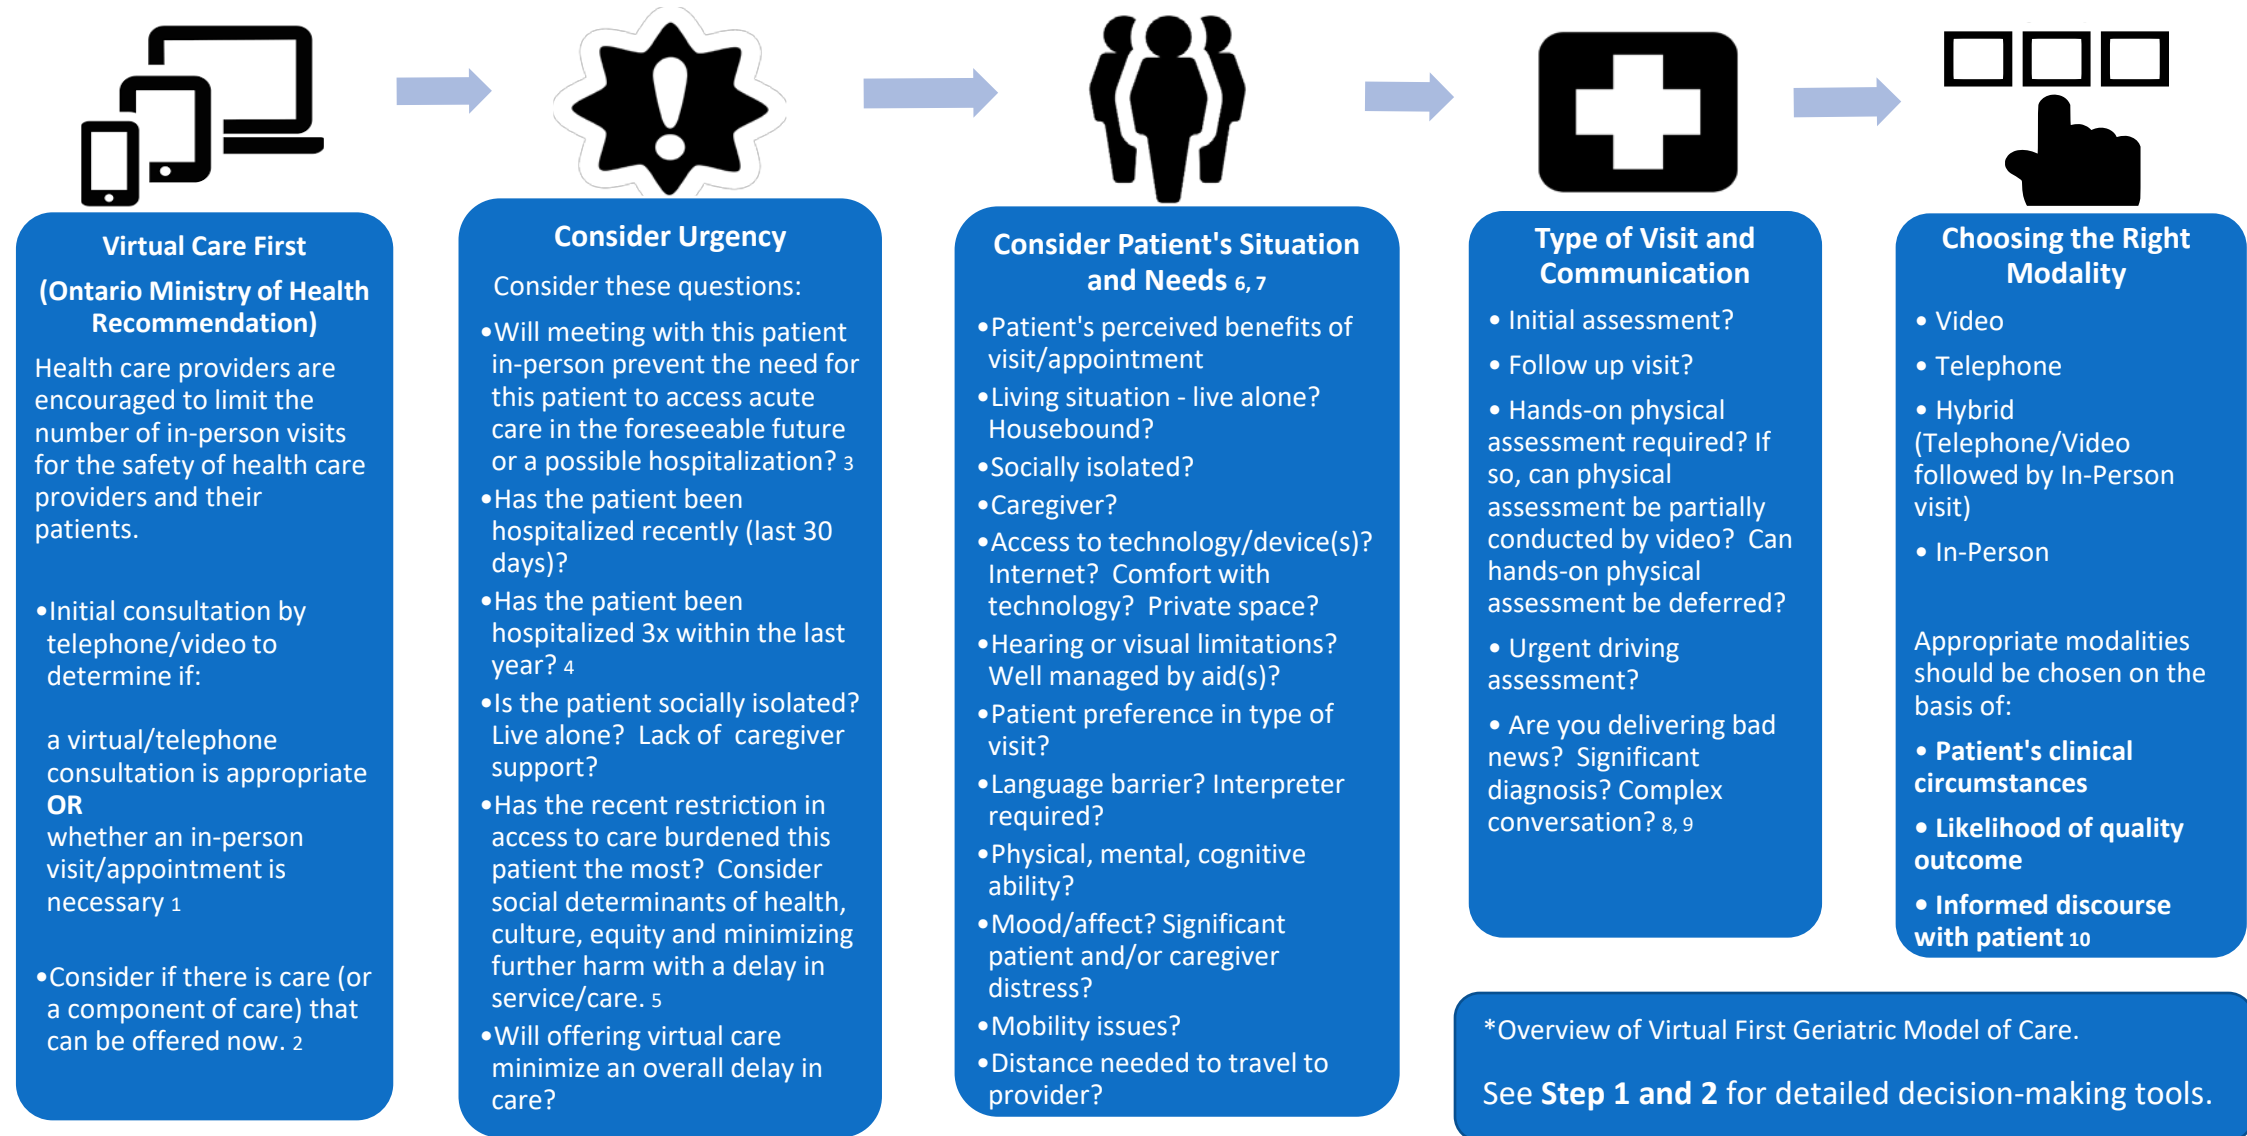 Virtual Care First
(Ontario Ministry of Health
Recommendation)
Health care providers are
encouraged to limit the
number of in-person visits
for the safety of health care
providers and their
patients.
•Initial consultation by
telephone/video to
determine if:
a virtual/telephone
consultation is appropriate
OR
whether an in-person
visit/appointment is
necessary 1
•Consider if there is care (or
a component of care) that
can be offered now. 2
Consider Urgency
Consider these questions:
•Will meeting with this patient
in-person prevent the need for
this patient to access acute
care in the foreseeable future
or a possible hospitalization? 3
•Has the patient been
hospitalized recently (last 30
days)?
•Has the patient been
hospitalized 3x within the last
year? 4
•Is the patient socially isolated?
Live alone? Lack of caregiver
support?
•Has the recent restriction in
access to care burdened this
patient the most? Consider
social determinants of health,
culture, equity and minimizing
further harm with a delay in
service/care. 5
•Will offering virtual care
minimize an overall delay in
care?
Consider Patient's Situation
and Needs 6, 7
•Patient's perceived benefits of
visit/appointment
•Living situation - live alone?
Housebound?
•Socially isolated?
•Caregiver?
•Access to technology/device(s)?
Internet? Comfort with
technology? Private space?
•Hearing or visual limitations?
Well managed by aid(s)?
•Patient preference in type of
visit?
•Language barrier? Interpreter
required?
•Physical, mental, cognitive
ability?
•Mood/affect? Significant
patient and/or caregiver
distress?
•Mobility issues?
•Distance needed to travel to
provider?
Type of Visit and
Communication
• Initial assessment?
• Follow up visit?
• Hands-on physical
assessment required? If
so, can physical
assessment be partially
conducted by video? Can
hands-on physical
assessment be deferred?
• Urgent driving
assessment?
• Are you delivering bad
news? Significant
diagnosis? Complex
conversation? 8, 9
Choosing the Right
Modality
• Video
• Telephone
• Hybrid
(Telephone/Video
followed by In-Person
visit)
• In-Person
Appropriate modalities
should be chosen on the
basis of:
• Patient's clinical
circumstances
• Likelihood of quality
outcome
• Informed discourse
with patient 10
*Overview of Virtual First Geriatric Model of Care.
See Step 1 and 2 for detailed decision-making tools.